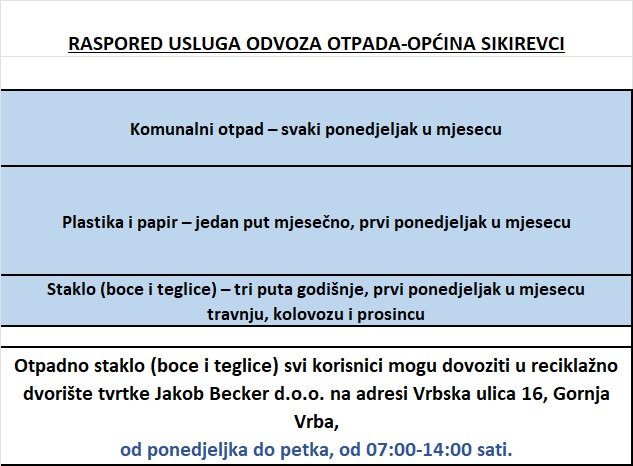 RASPORED USLUGA ODVOZA OTPADA-OPĆINA SIKIREVCI
Komunalni otpad – svaki ponedjeljak u mjesecu
Plastika i papir – jedan put mjesečno, prvi ponedjeljak u mjesecu
Staklo (boce i teglice) – tri puta godišnje, prvi ponedjeljak u mjesecu
travnju, kolovozu i prosincu
Otpadno staklo (boce i teglice) svi korisnici mogu dovoziti u reciklažno
dvorište tvrtke Jakob Becker d.o.o. na adresi Vrbska ulica 16, Gornja
Vrba,
od ponedjeljka do petka, od 07:00-14:00 sati.